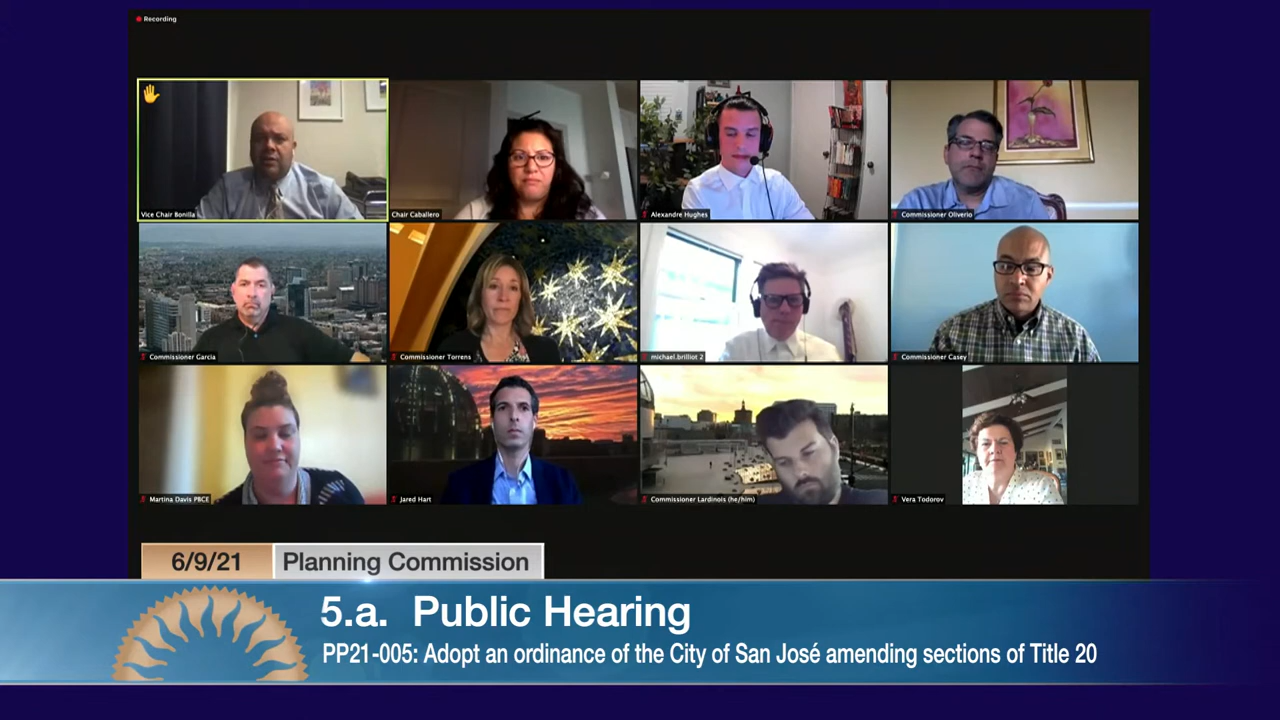 Recording
Vice Chair Bonilla
Chair Caballero
Alexandre Hughes
Commissioner Oliverio
Commissioner Garcia
Commissioner Torrens
michael.brilliot 2
Commissioner Casey
Martina Davis PBCE
Jared Hart
Commissioner Lardinois (he/him)
Vera Todorov
6/9/21
Planning Commission
5.a. Public Hearing
PP21-005: Adopt an ordinance of the City of San José amending sections of Title 20